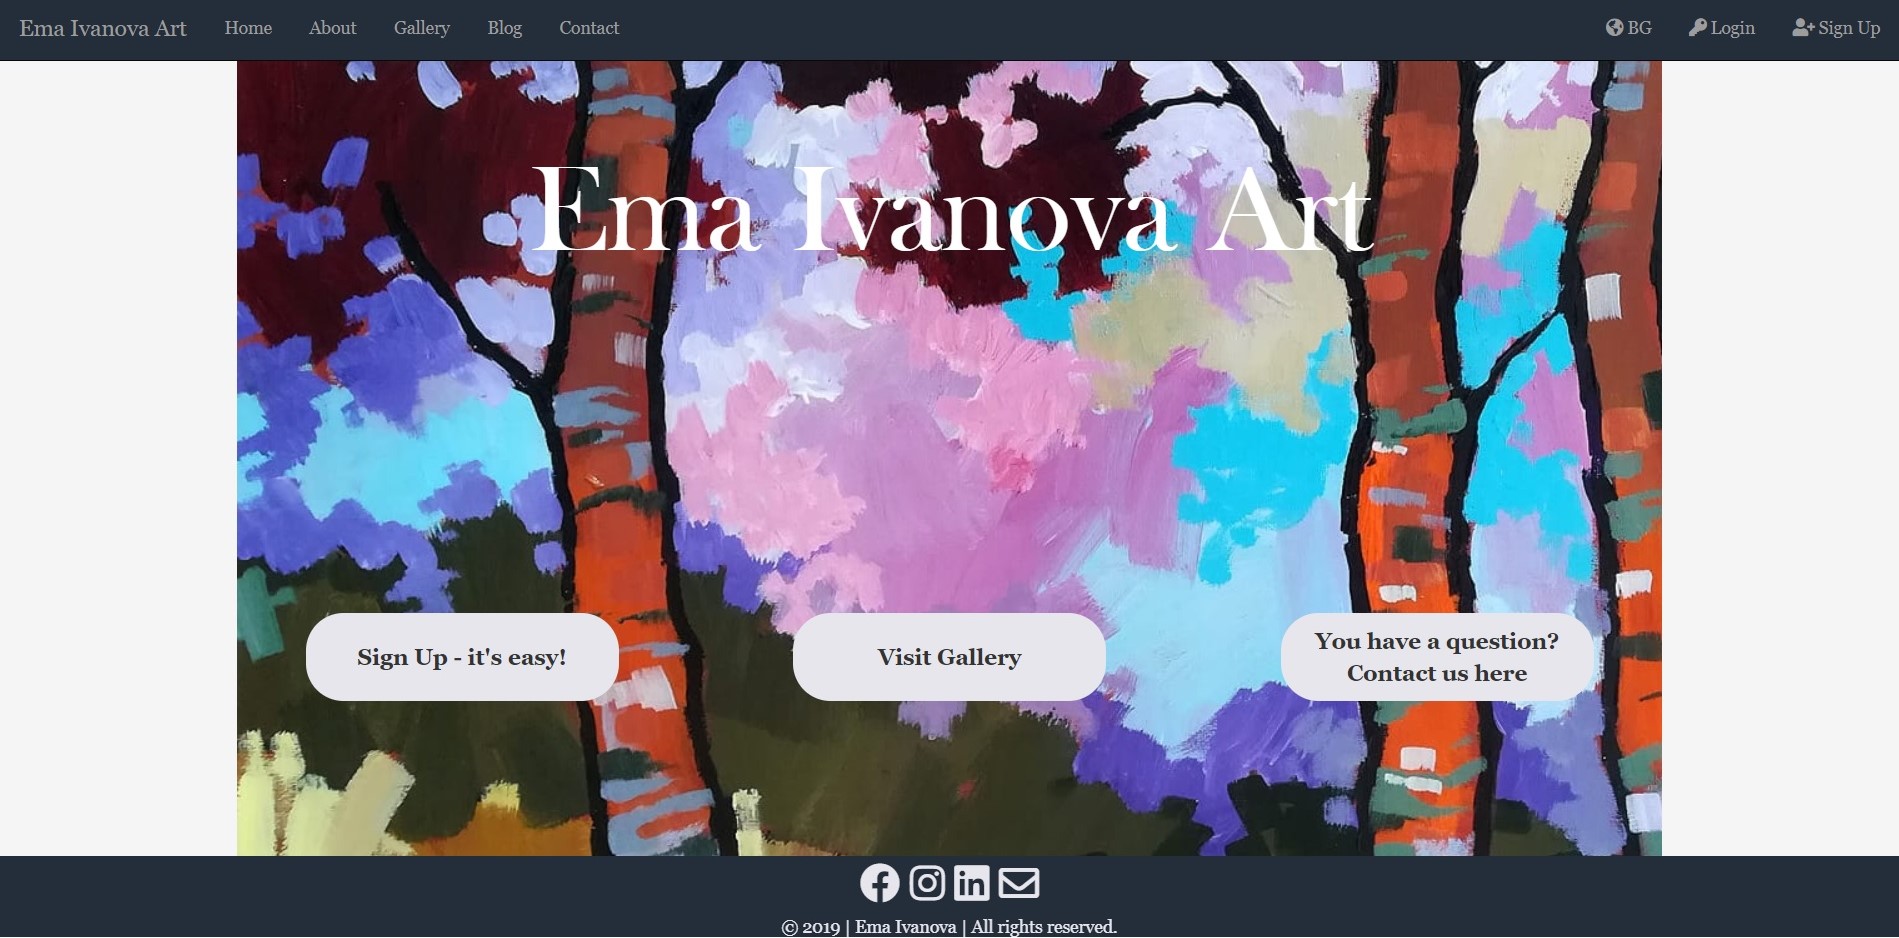 Ema Ivanova Art Home About Gallery Blog Contact BG Login Sign Up
Ema Ivanova Art
Sign Up - it's easy!
Visit Gallery
You have a question?
Contact us here
© 2019 | Ema Ivanova | All rights reserved.